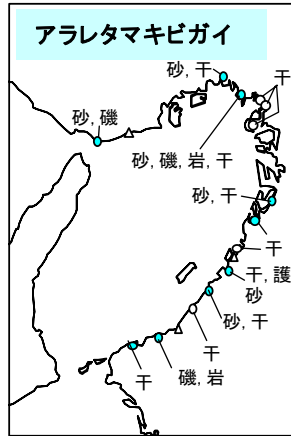 アラレタマキビガイ
砂, 干
干
砂, 磯
砂, 磯, 岩, 干
砂, 干
干
干, 護
砂
砂, 干
干
磯, 岩
干